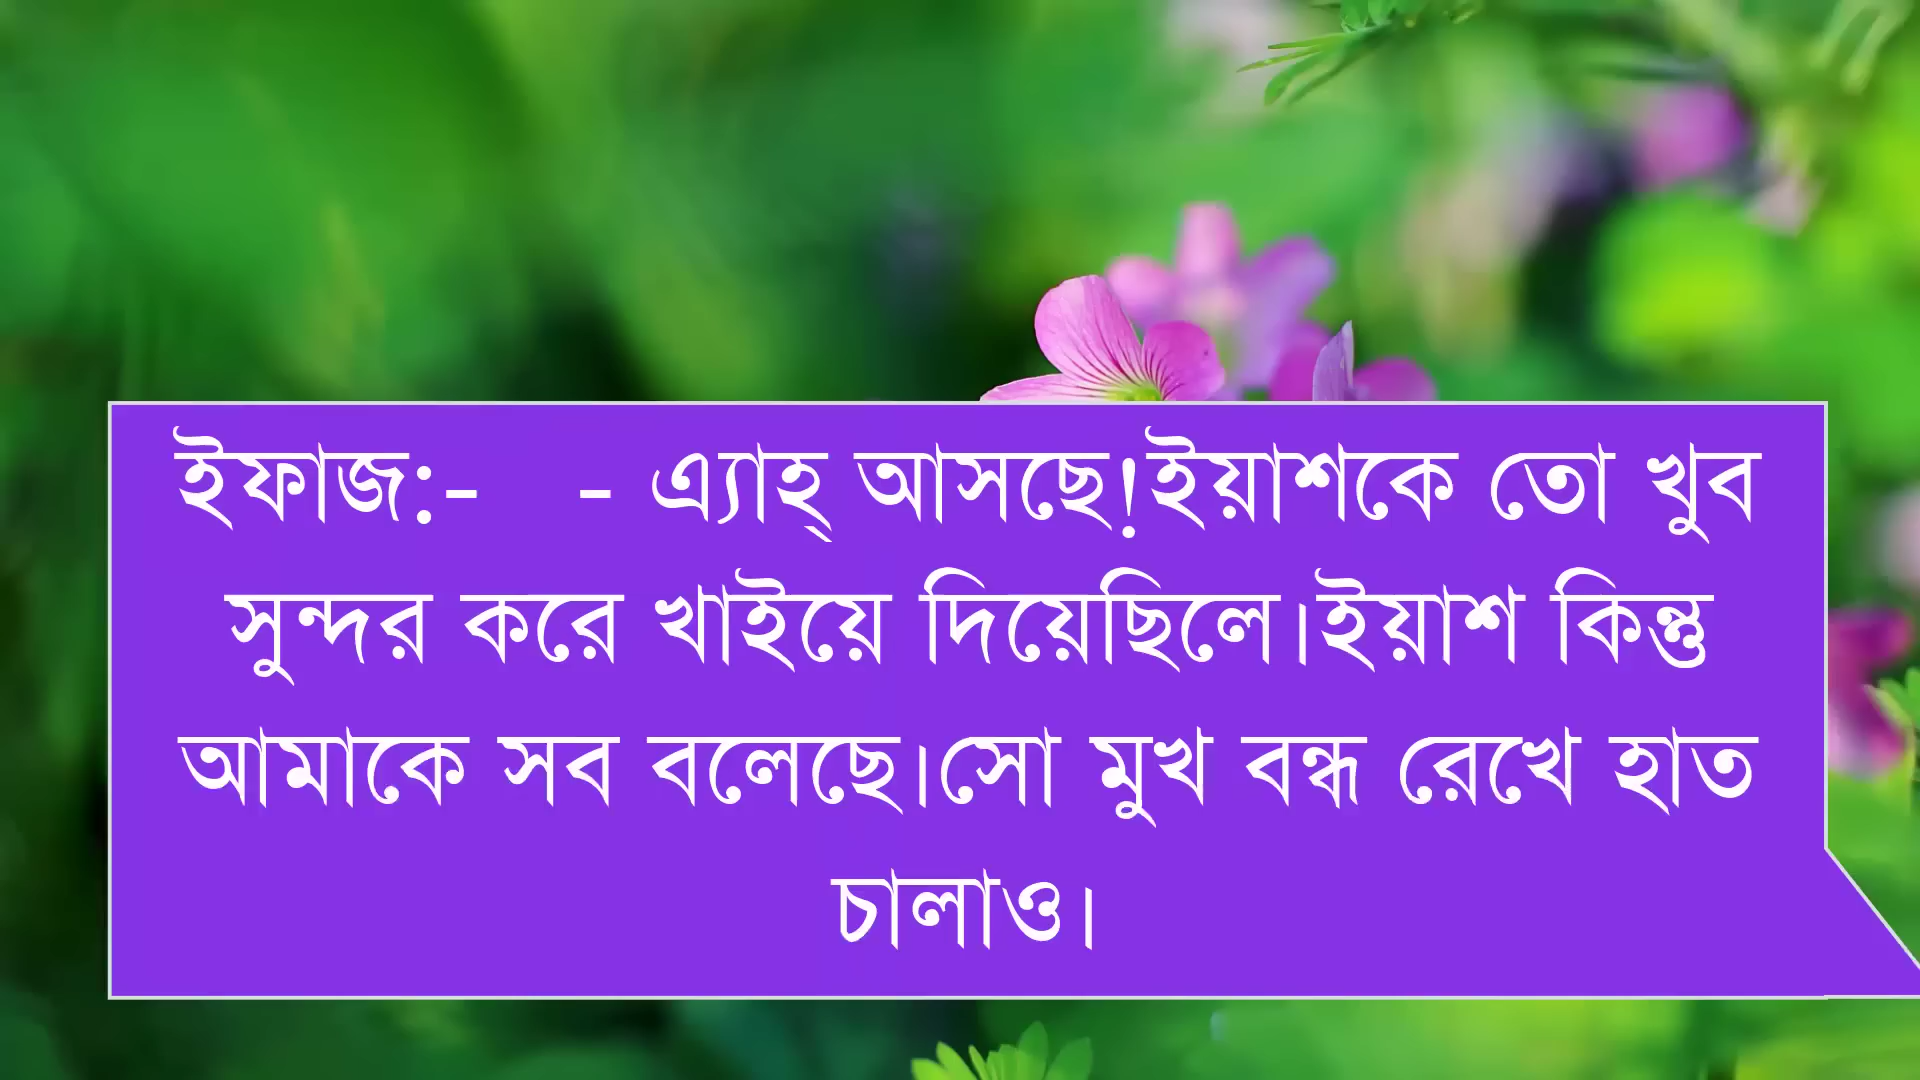 ইফাজ:-   - এ্যাহ্ আসছে!ইয়াশকে তো খুব
সুন্দর করে খাইয়ে দিয়েছিলে।ইয়াশ কিন্তু
আমাকে সব বলেছে।সো মুখ বন্ধ রেখে হাত
চালাও।